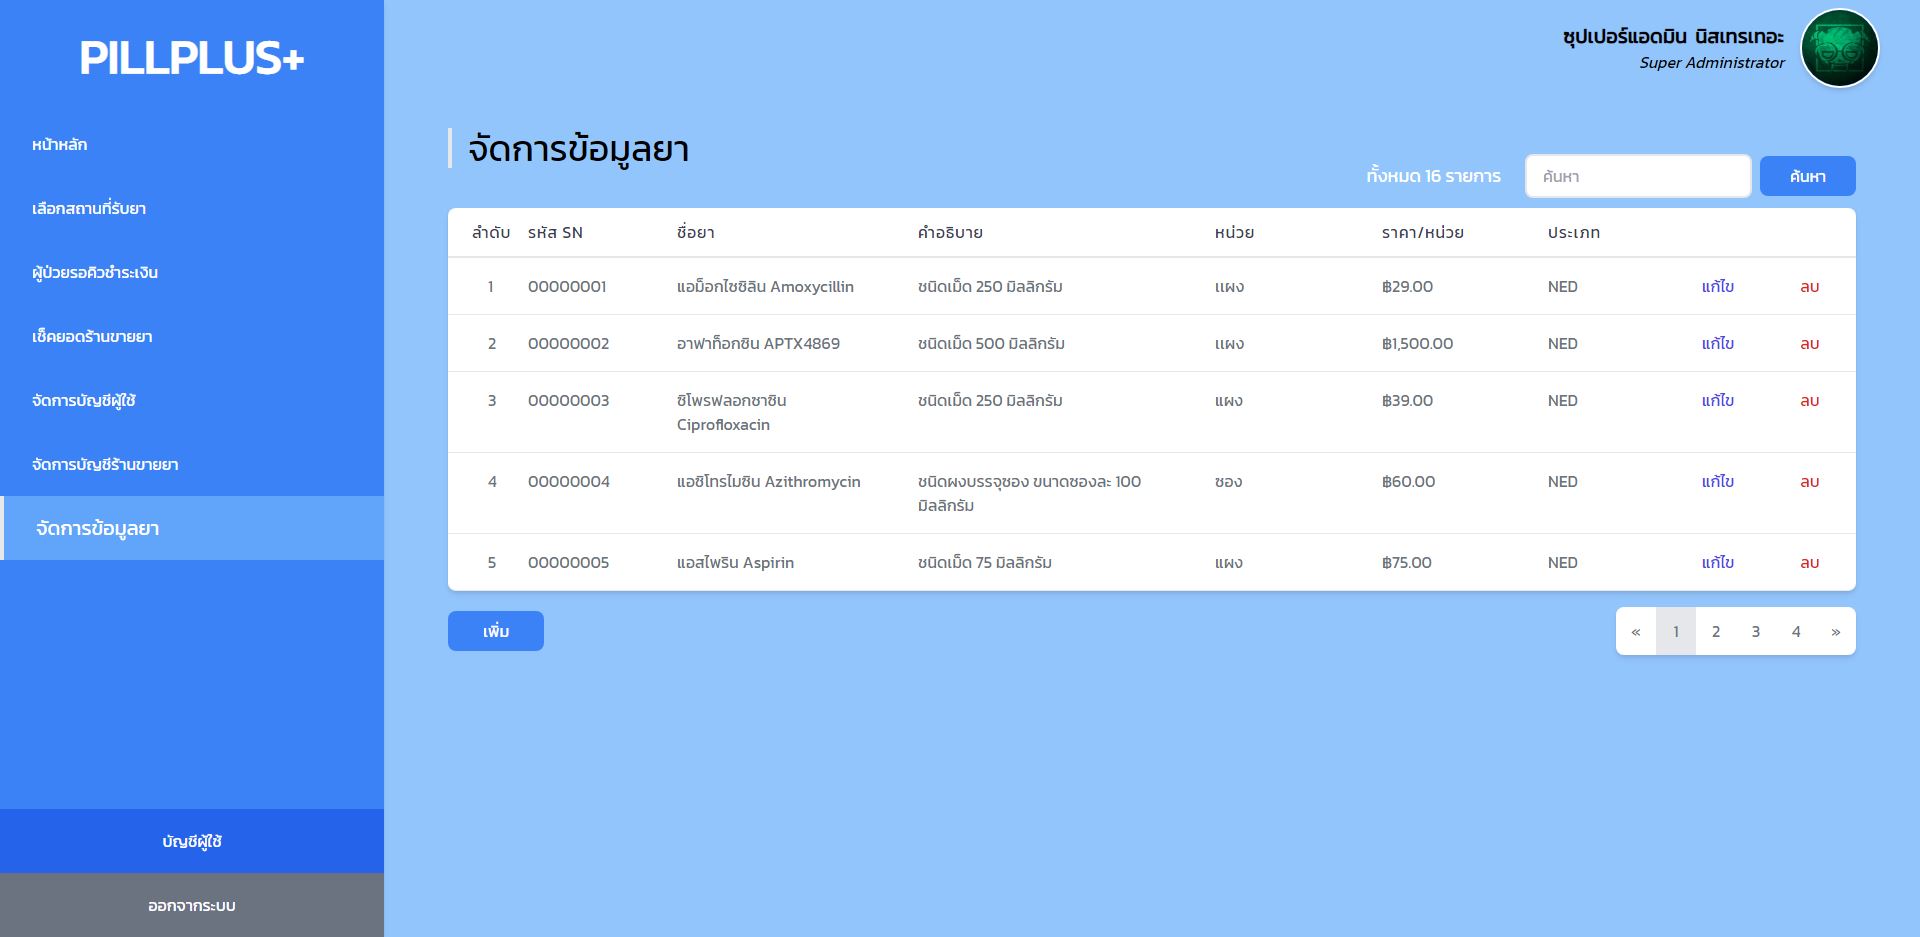 PILLPLUS+
หน้าหลัก
เลือกสถานที่รับยา
ผู้ป่วยรอคิวชำระเงิน
เช็คยอดร้านขายยา
จัดการบัญชีผู้ใช้
จัดการบัญชีร้านขายยา
จัดการข้อมูลยา
บัญชีผู้ใช้
ออกจากระบบ
ซุปเปอร์แอดมิน นิสเทรเทอะ
Super Administrator
จัดการข้อมูลยา
ทั้งหมด 16 รายการ ค้นหา ค้นหา
ลำดับ รหัส SN ชื่อยา คำอธิบาย หน่วย ราคา/หน่วย ประเภท
1 00000001 แอม็อกไซซิลิน Amoxycillin ชนิดเม็ด 250 มิลลิกรัม แผง ฿29.00 NED แก้ไข ลบ
2 00000002 อาฟาท็อกซิน APTX4869 ชนิดเม็ด 500 มิลลิกรัม แผง ฿1,500.00 NED แก้ไข ลบ
3 00000003 ซิโพรฟลอกซาซิน ชนิดเม็ด 250 มิลลิกรัม แผง ฿39.00 NED แก้ไข ลบ
Ciprofloxacin
4 00000004 แอซิโทรไมซิน Azithromycin ชนิดผงบรรจุซอง ขนาดซองละ 100 ซอง ฿60.00 NED แก้ไข ลบ
มิลลิกรัม
5 00000005 แอสไพริน Aspirin ชนิดเม็ด 75 มิลลิกรัม แผง ฿75.00 NED แก้ไข ลบ
เพิ่ม « 1 2 3 4 »